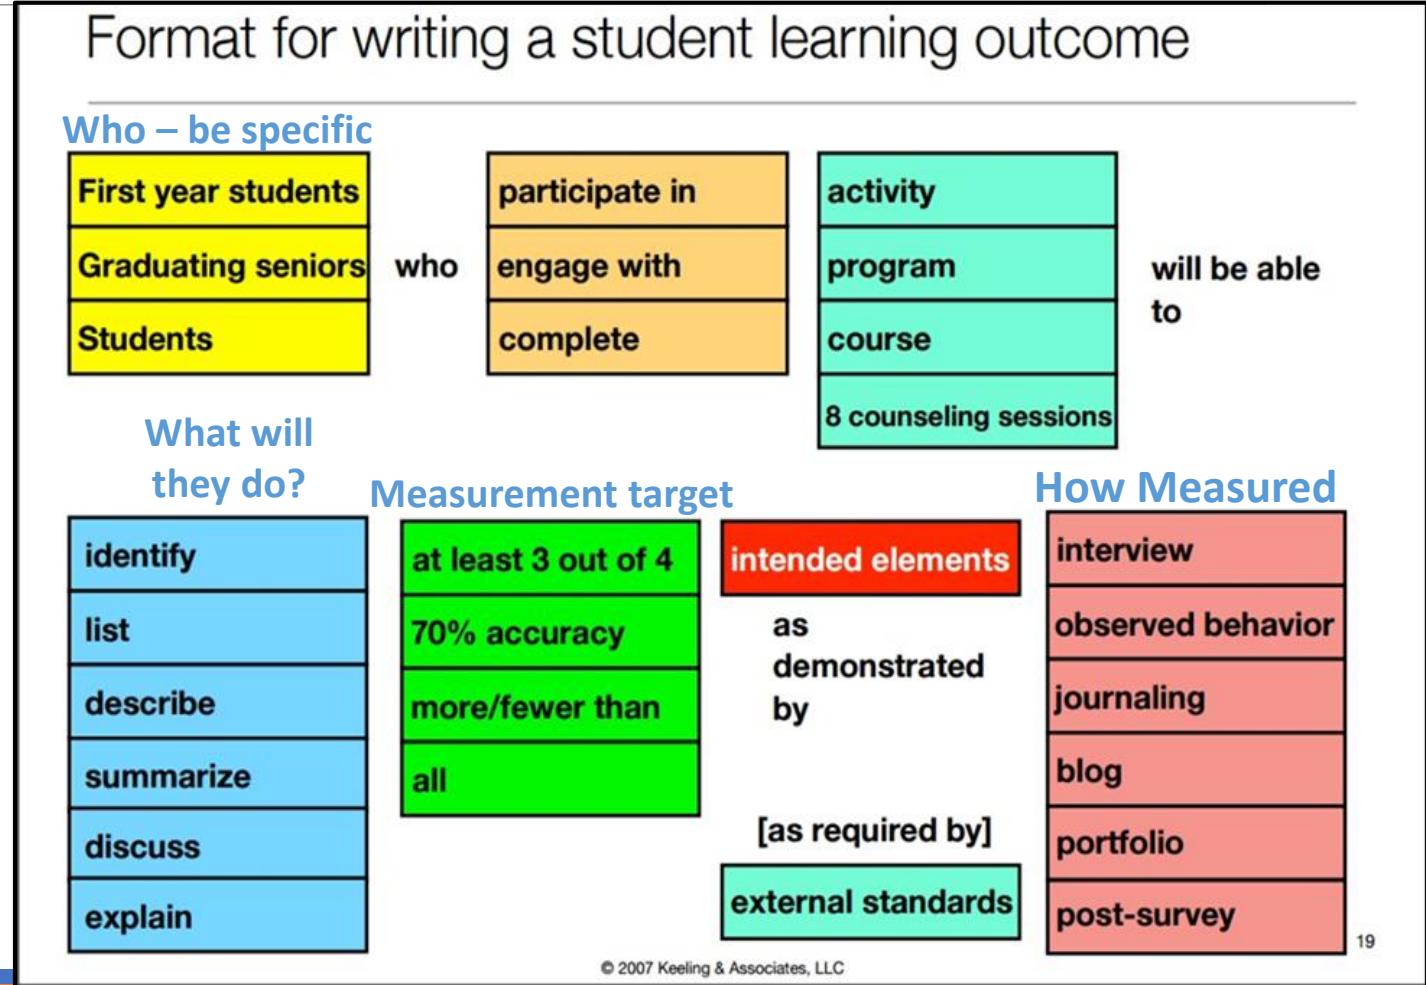 Format for writing a student learning outcome
Who – be specific
First year students
Graduating seniors
Students
who
participate in
engage with
complete
activity
program
course
8 counseling sessions
will be able
to
What will
they do?
identify
list
describe
summarize
discuss
explain
Measurement target
at least 3 out of 4
70% accuracy
more/fewer than
all
intended elements
as
demonstrated
by
[as required by]
external standards
How Measured
interview
observed behavior
journaling
blog
portfolio
post-survey
19
© 2007 Keeling & Associates, LLC